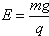 E = mg/q